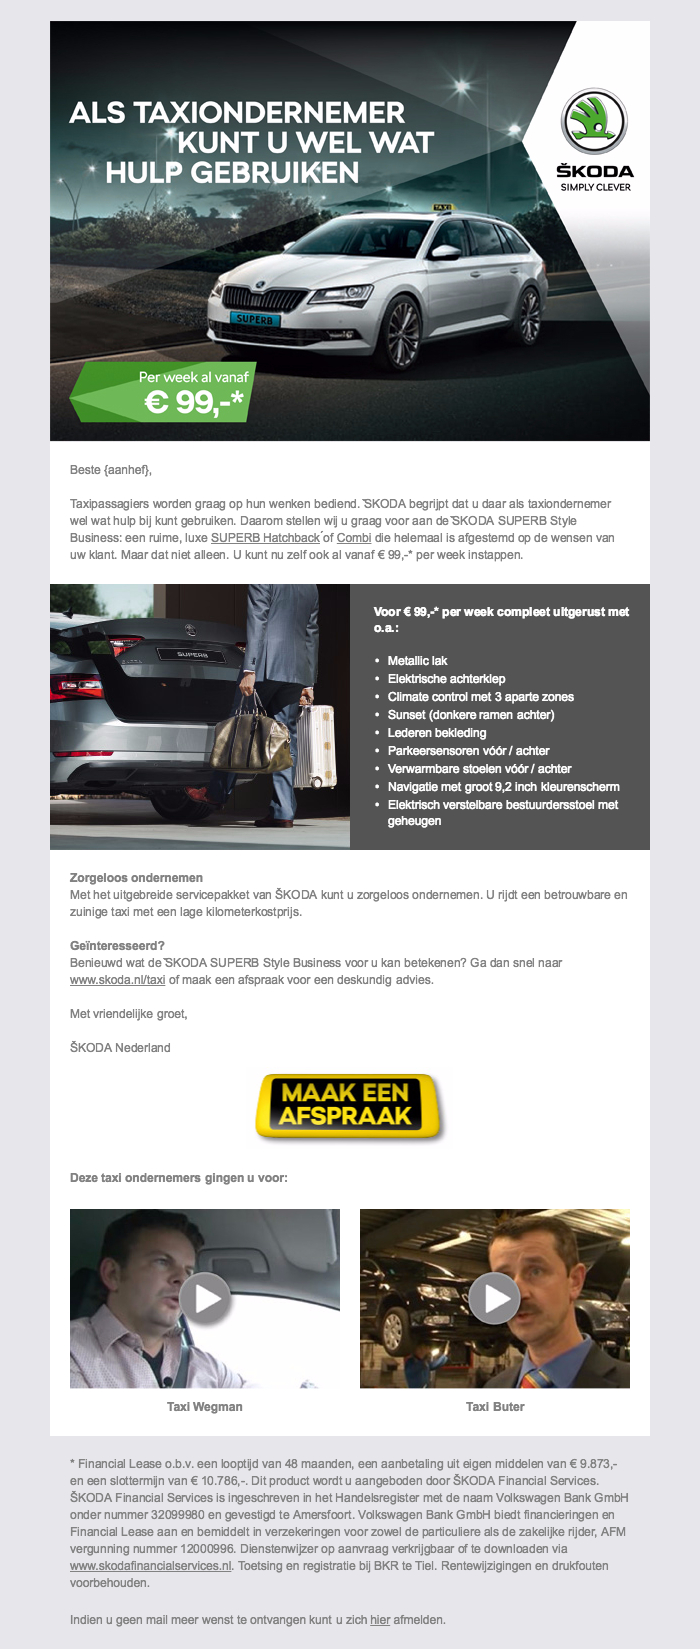 ALS TAXIONDERNEMER
KUNT U WEL WAT
HULP GEBRUIKEN
ŠKODA
SIMPLY CLEVER
TAXI
SUPERB
Per week al vanaf
€ 99,-*
Beste {aanhef},
Taxipassagiers worden graag op hun wenken bediend. ŠKODA begrijpt dat u daar als taxiondernemer
wel wat hulp bij kunt gebruiken. Daarom stellen wij u graag voor aan de ŠKODA SUPERB Style
Business: een ruime, luxe SUPERB Hatchback of Combi die helemaal is afgestemd op de wensen van
uw klant. Maar dat niet alleen. U kunt nu zelf ook al vanaf € 99,-* per week instappen.
SUPERB
Voor € 99,-* per week compleet uitgerust met
o.a.:
• Metallic lak
• Elektrische achterklep
• Climate control met 3 aparte zones
• Sunset (donkere ramen achter)
• Lederen bekleding
• Parkeersensoren vóór / achter
• Verwarmbare stoelen vóór / achter
• Navigatie met groot 9,2 inch kleurenscherm
• Elektrisch verstelbare bestuurdersstoel met
geheugen
Zorgeloos ondernemen
Met het uitgebreide servicepakket van ŠKODA kunt u zorgeloos ondernemen. U rijdt een betrouwbare en
zuinige taxi met een lage kilometerkostprijs.
Geïnteresseerd?
Benieuwd wat de ŠKODA SUPERB Style Business voor u kan betekenen? Ga dan snel naar
www.skoda.nl/taxi of maak een afspraak voor een deskundig advies.
Met vriendelijke groet,
ŠKODA Nederland
MAAK EEN
AFSPRAAK
Deze taxi ondernemers gingen u voor:
Taxi Wegman
Taxi Buter
* Financial Lease o.b.v. een looptijd van 48 maanden, een aanbetaling uit eigen middelen van € 9.873,-
en een slottermijn van € 10.786,-. Dit product wordt u aangeboden door ŠKODA Financial Services.
ŠKODA Financial Services is ingeschreven in het Handelsregister met de naam Volkswagen Bank GmbH
onder nummer 32099980 en gevestigd te Amersfoort. Volkswagen Bank GmbH biedt financieringen en
Financial Lease aan en bemiddelt in verzekeringen voor zowel de particuliere als de zakelijke rijder, AFM
vergunning nummer 12000996. Dienstenwijzer op aanvraag verkrijgbaar of te downloaden via
www.skodafinancialservices.nl. Toetsing en registratie bij BKR te Tiel. Rentewijzigingen en drukfouten
voorbehouden.
Indien u geen mail meer wenst te ontvangen kunt u zich hier afmelden.